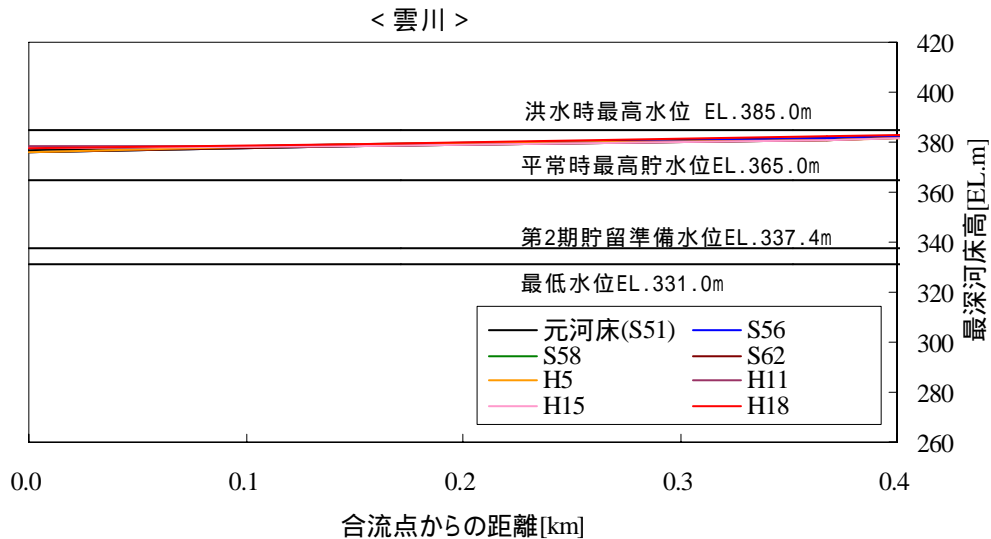 ＜雲川＞
420
400
380
360
340
320
300
280
260
最深河床高[EL.m]
洪水時最高水位 EL.385.0m
平常時最高貯水位EL.365.0m
第2期貯留準備水位EL.337.4m
最低水位EL.331.0m
元河床(S51) S56
S58 S62
H5 H11
H15 H18
0.0 0.1 0.2 0.3 0.4
合流点からの距離[km]